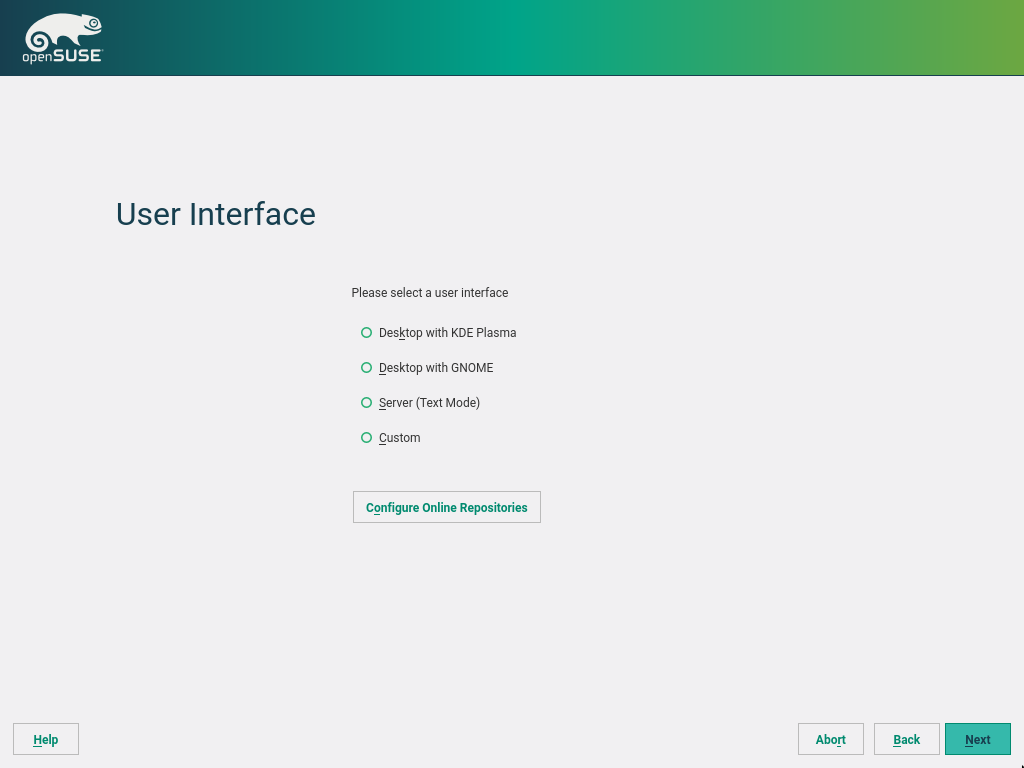 openSUSE
User Interface
Please select a user interface
Desktop with KDE Plasma
Desktop with GNOME
Server (Text Mode)
Custom
Configure Online Repositories
Help
Abort
Back
Next